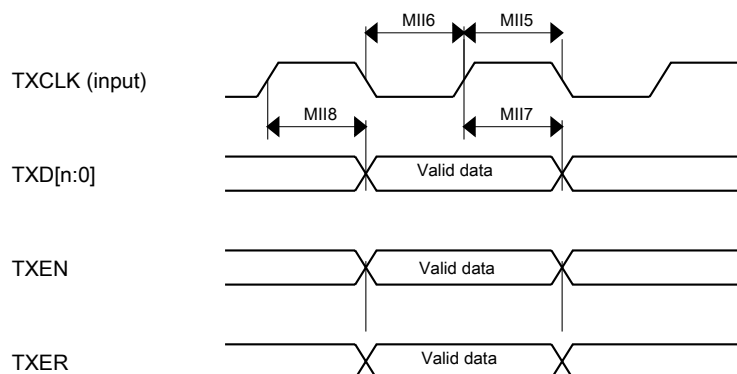 MII6 MII5
TXCLK (input)
MII8 MII7
TXD[n:0] Valid data
TXEN Valid data
TXER Valid data